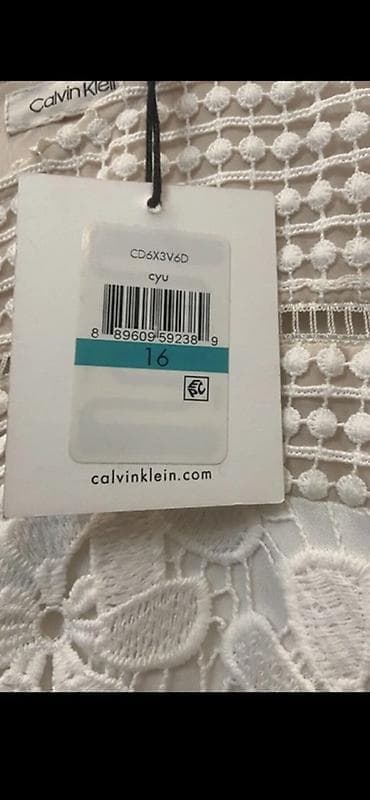 Calvin Klein
CD6X3V6D
cyu
8 89609 59238 9
16
calvinklein.com